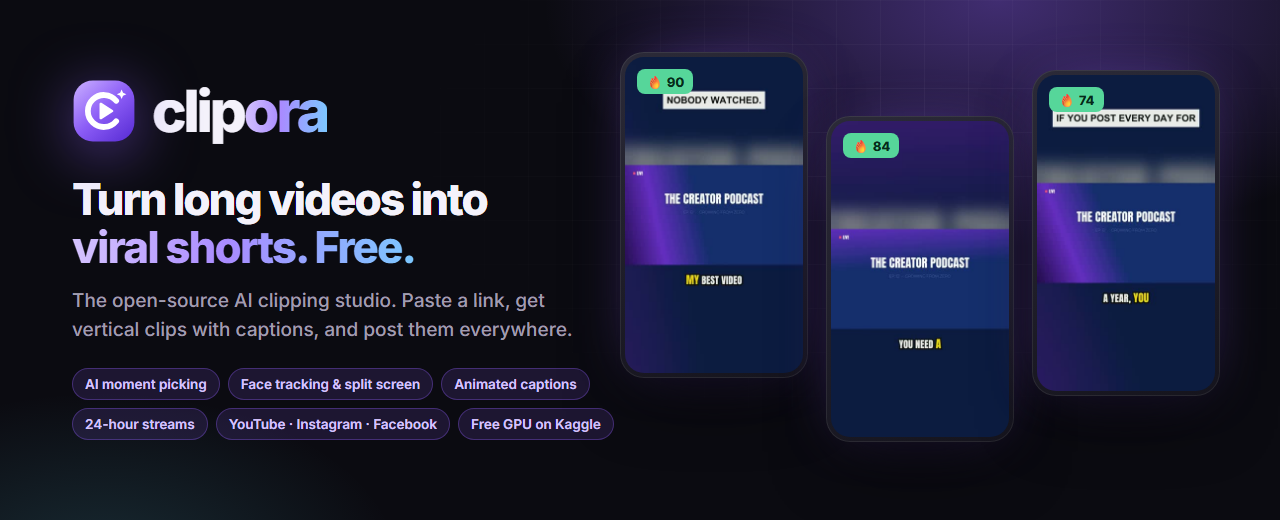 clipora
Turn long videos into
viral shorts. Free.
The open-source AI clipping studio. Paste a link, get
vertical clips with captions, and post them everywhere.
AI moment picking
Face tracking & split screen
Animated captions
24-hour streams
YouTube · Instagram · Facebook
Free GPU on Kaggle
🔥 90
NOBODY WATCHED.
LIVE
THE CREATOR PODCAST
MY BEST VIDEO
🔥 84
LIVE
THE CREATOR PODCAST
YOU NEED A
🔥 74
IF YOU POST EVERY DAY FOR
LIVE
THE CREATOR PODCAST
A YEAR, YOU